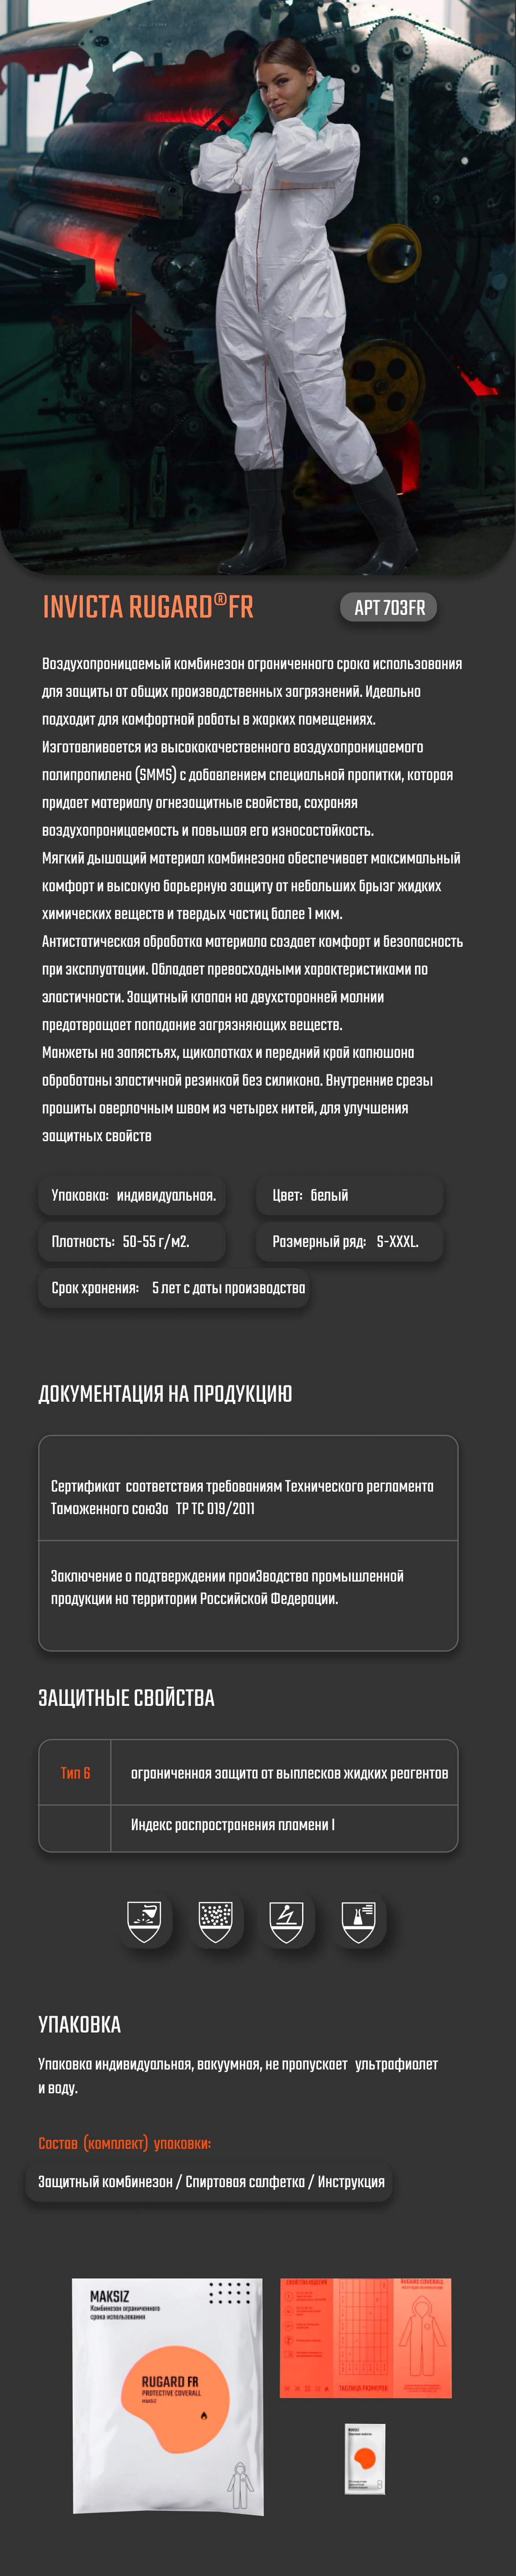 INVICTA RUGARD®FR
АРТ 703FR
Воздухопроницаемый комбинезон ограниченного срока использования
для защиты от общих производственных загрязнений. Идеально
подходит для комфортной работы в жарких помещениях.
Изготавливается из высококачественного воздухопроницаемого
полипропилена (SMMS) с добавлением специальной пропитки, которая
придает материалу огнезащитные свойства, сохраняя
воздухопроницаемость и повышая его износостойкость.
Мягкий дышащий материал комбинезона обеспечивает максимальный
комфорт и высокую барьерную защиту от небольших брызг жидких
химических веществ и твердых частиц более 1 мкм.
Антистатическая обработка материала создает комфорт и безопасность
при эксплуатации. Обладает превосходными характеристиками по
эластичности. Защитный клапан на двухсторонней молнии
предотвращает попадание загрязняющих веществ.
Манжеты на запястьях, щиколотках и передний край капюшона
обработаны эластичной резинкой без силикона. Внутренние срезы
прошиты оверлочным швом из четырех нитей, для улучшения
защитных свойств
Упаковка: индивидуальная.
Цвет: белый
Плотность: 50-55 г/м2.
Размерный ряд: S-XXXL.
Срок хранения: 5 лет с даты производства
ДОКУМЕНТАЦИЯ НА ПРОДУКЦИЮ
Сертификат соответствия требованиям Технического регламента
Таможенного союЗа ТР ТС 019/2011
Заключение о подтверждении производства промышленной
продукции на территории Российской Федерации.
ЗАЩИТНЫЕ СВОЙСТВА
Тип 6
ограниченная защита от выплесков жидких реагентов
Индекс распространения пламени I
УПАКОВКА
Упаковка индивидуальная, вакуумная, не пропускает ультрафиолет
и воду.
Состав (комплект) упаковки:
Защитный комбинезон / Спиртовая салфетка / Инструкция
MAKSIZ
Комбинезон ограниченного
срока использования
RUGARD FR
PROTECTIVE COVERALL
MAKSIZ
RUGARD COVERALL
ТАБЛИЦА РАЗМЕРОВ
MAKSIZ